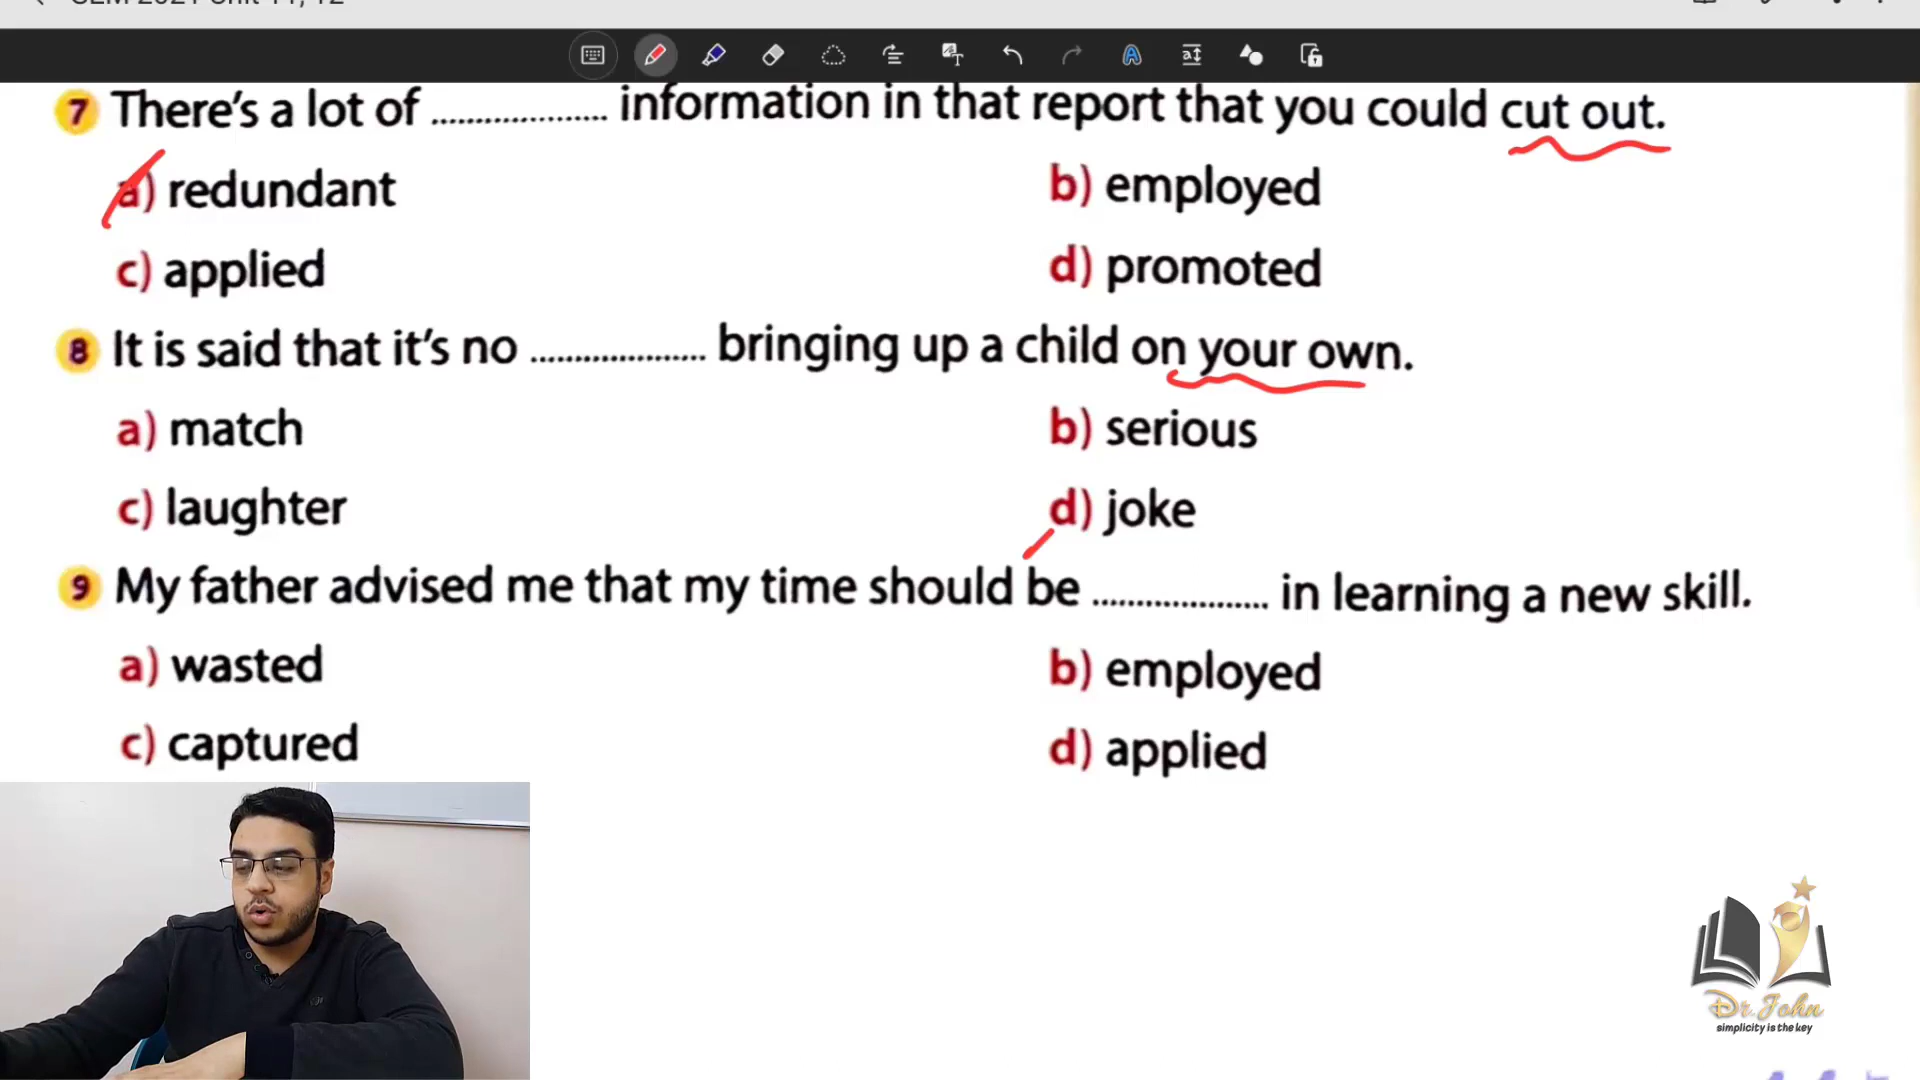 7 There's a lot of .................... information in that report that you could cut out.
a) redundant
b) employed
c) applied
d) promoted
8 It is said that it's no .................... bringing up a child on your own.
a) match
b) serious
c) laughter
d) joke
9 My father advised me that my time should be .................... in learning a new skill.
a) wasted
b) employed
c) captured
d) applied
Dr. John
simplicity is the key